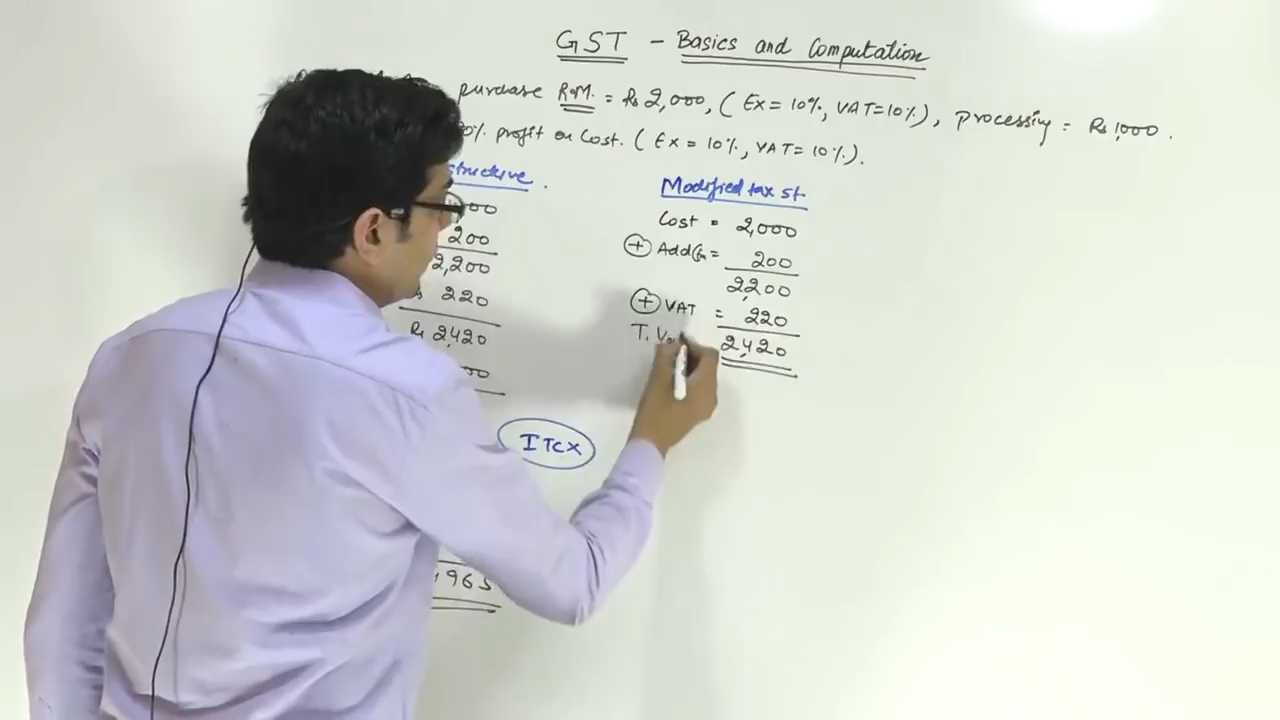 GST - Basics and Computation
purchase R.M. = Rs 2,000, (Ex = 10%, VAT=10%), processing = Rs 1000.
0% profit on Cost. (Ex = 10%, VAT= 10%).
structure.
00
200
2,200
220
Rs 2,420
00
ITCX
1965
Modified tax st.
Cost = 2,000
+ Add =
200
2,200
+ VAT = 220
T. 2,420